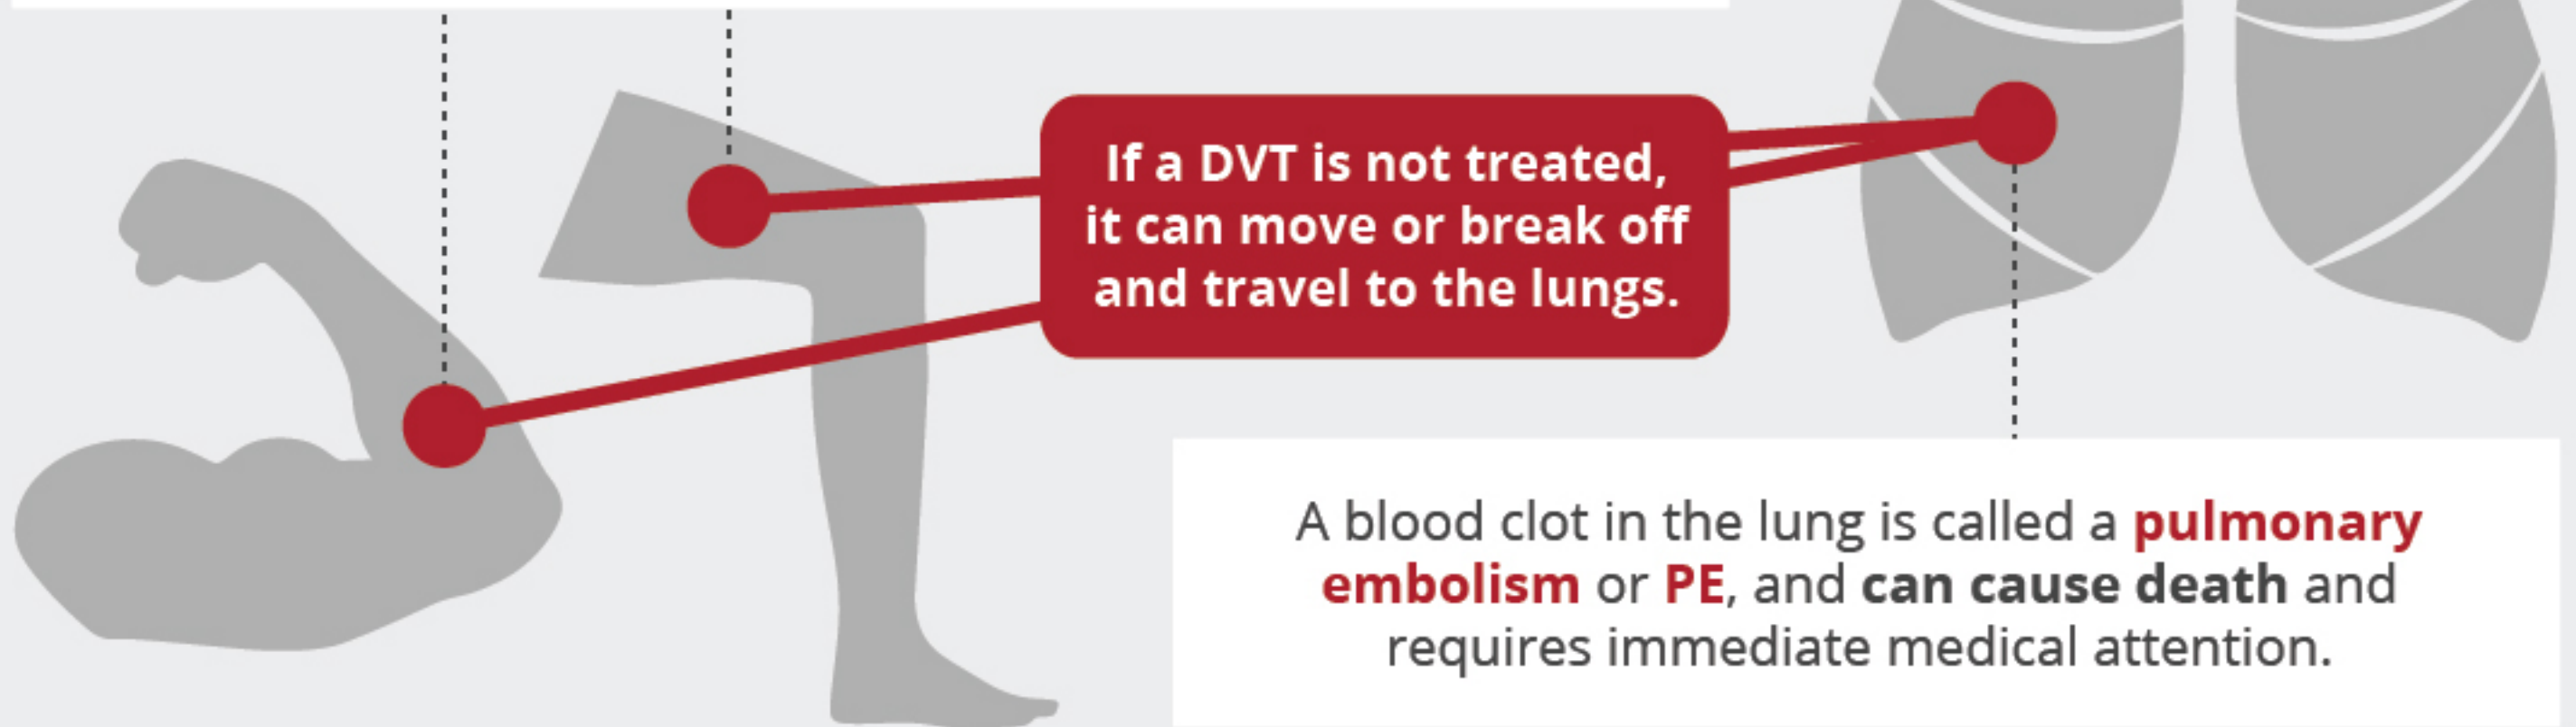 If a DVT is not treated,
it can move or break off
and travel to the lungs.
A blood clot in the lung is called a pulmonary
embolism or PE, and can cause death and
requires immediate medical attention.